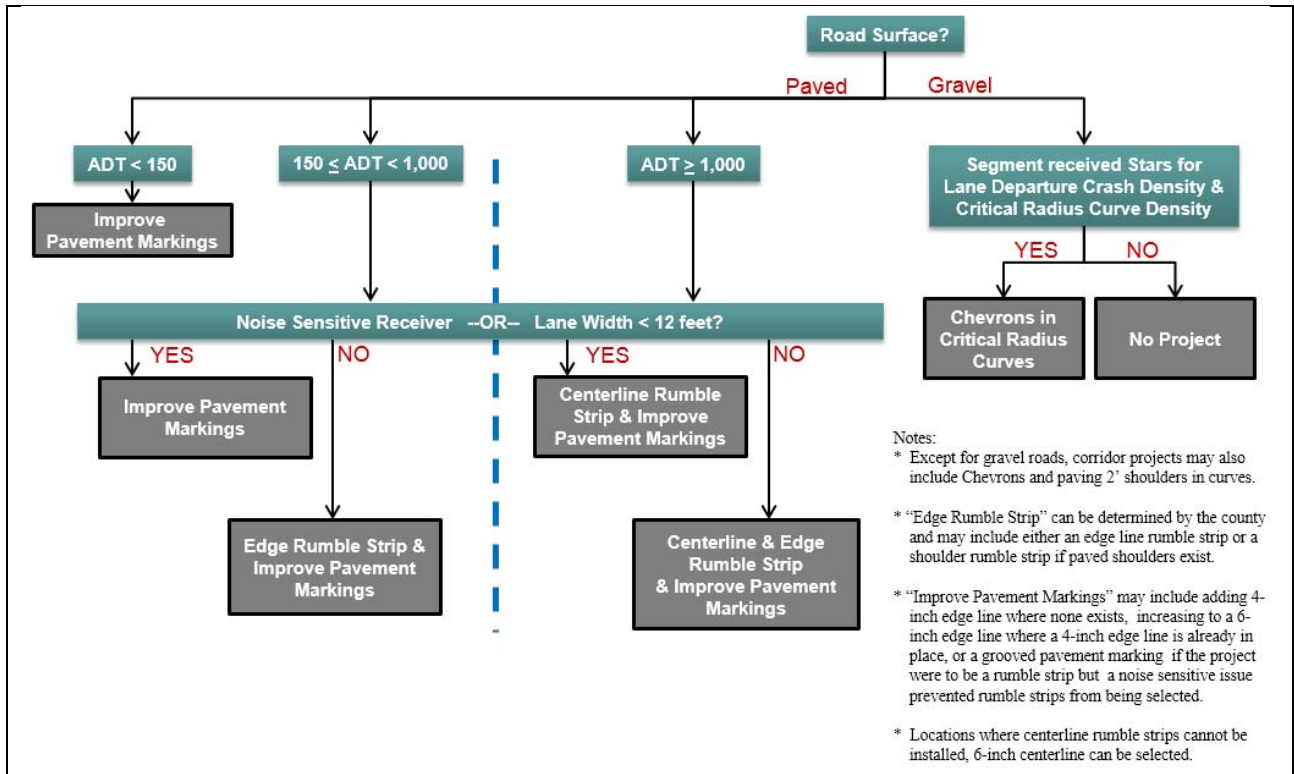 Road Surface?
Paved
Gravel
ADT < 150
150 ≤ ADT < 1,000
ADT ≥ 1,000
Segment received Stars for
Lane Departure Crash Density &
Critical Radius Curve Density
Improve
Pavement Markings
YES
NO
Chevrons in
Critical Radius
Curves
No Project
Noise Sensitive Receiver --OR-- Lane Width < 12 feet?
YES
NO
YES
NO
Improve Pavement
Markings
Centerline Rumble
Strip & Improve
Pavement Markings
Edge Rumble Strip &
Improve Pavement
Markings
Centerline & Edge
Rumble Strip
& Improve Pavement
Markings
Notes:
* Except for gravel roads, corridor projects may also
include Chevrons and paving 2’ shoulders in curves.
* “Edge Rumble Strip” can be determined by the county
and may include either an edge line rumble strip or a
shoulder rumble strip if paved shoulders exist.
* “Improve Pavement Markings” may include adding 4-
inch edge line where none exists, increasing to a 6-
inch edge line where a 4-inch edge line is already in
place, or a grooved pavement marking if the project
were to be a rumble strip but a noise sensitive issue
prevented rumble strips from being selected.
* Locations where centerline rumble strips cannot be
installed, 6-inch centerline can be selected.